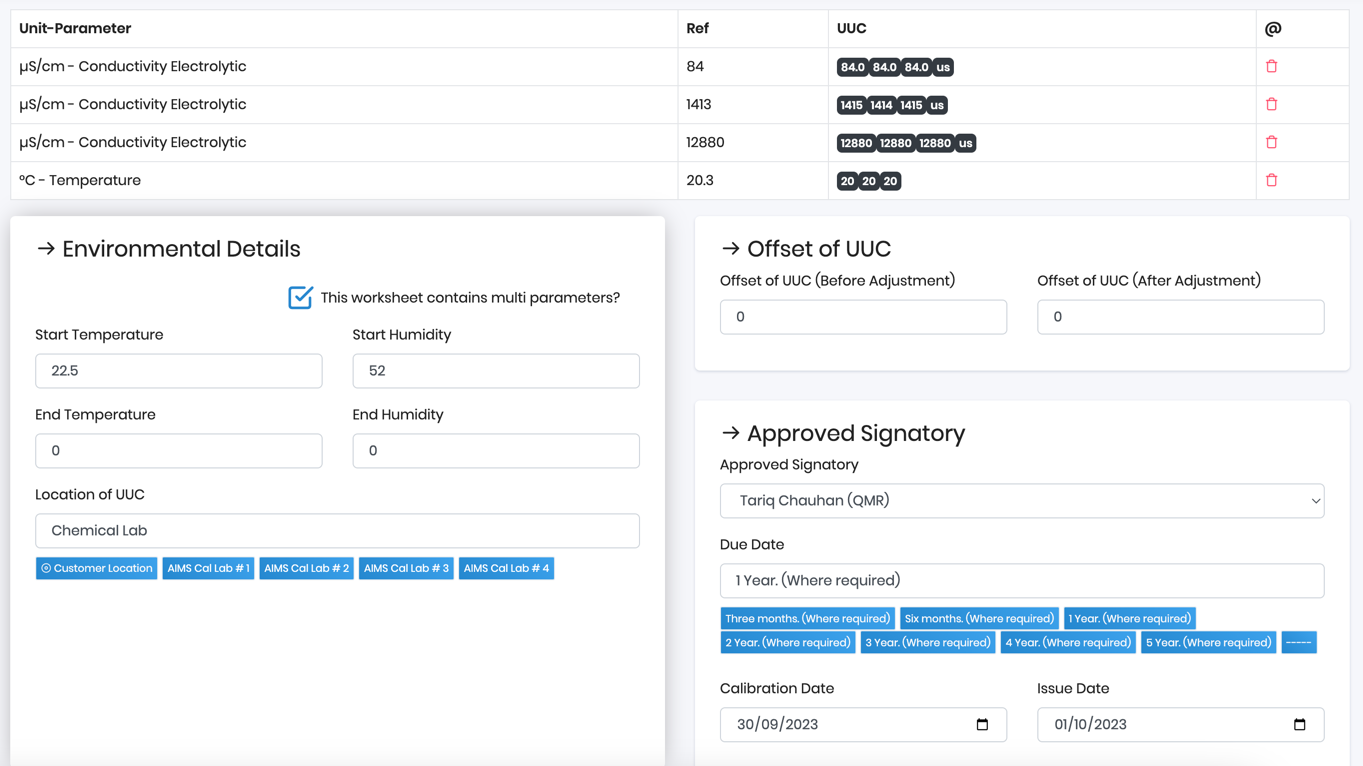 Unit-Parameter Ref UUC @
µS/cm - Conductivity Electrolytic 84 84.0 84.0 84.0 us
µS/cm - Conductivity Electrolytic 1413 1415 1414 1415 us
µS/cm - Conductivity Electrolytic 12880 12880 12880 12880 us
°C - Temperature 20.3 20 20 20
→ Environmental Details
This worksheet contains multi parameters?
Start Temperature Start Humidity
22.5 52
End Temperature End Humidity
0 0
Location of UUC
Chemical Lab
Customer Location AIMS Cal Lab # 1 AIMS Cal Lab # 2 AIMS Cal Lab # 3 AIMS Cal Lab # 4
→ Offset of UUC
Offset of UUC (Before Adjustment) Offset of UUC (After Adjustment)
0 0
→ Approved Signatory
Approved Signatory
Tariq Chauhan (QMR)
Due Date
1 Year. (Where required)
Three months. (Where required) Six months. (Where required) 1 Year. (Where required)
2 Year. (Where required) 3 Year. (Where required) 4 Year. (Where required) 5 Year. (Where required) -----
Calibration Date Issue Date
30/09/2023 01/10/2023